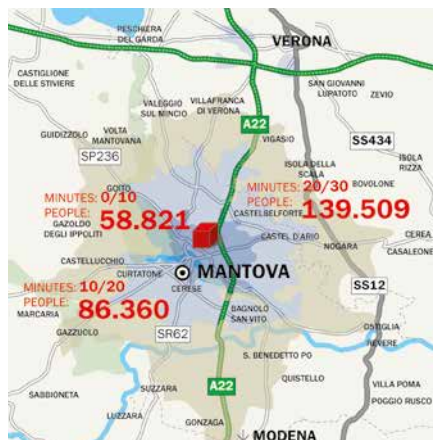 PESCHIERA
DEL GARDA
VERONA
CASTIGLIONE
DELLE STIVIERE
SAN GIOVANNI
LUPATOTO
ZEVIO
VALEGGIO
SUL MINCIO
VILLAFRANCA
DI VERONA
A22
VOLTA
MANTOVANA
GUIDIZZOLO
VIGASIO
SS434
SP236
ISOLA DELLA
SCALA
ISOLA
RIZZA
GOITO
MINUTES: 0/10
PEOPLE:
58.821
MINUTES: 20/30
PEOPLE:
139.509
BOVOLONE
CASTELBELFORTE
GAZOLDO
DEGLI IPPOLITI
CASTEL D'ARIO
NOGARA
CEREA
CASALEONE
CASTELLUCCHIO
CURTATONE
MANTOVA
MINUTES: 10/20
PEOPLE:
86.360
CERESE
SS12
MARCARIA
BAGNOLO
SAN VITO
GAZZUOLO
SR62
OSTIGLIA
REVERE
S. BENEDETTO PO
SABBIONETA
SUZZARA
A22
QUISTELLO
VILLA POMA
POGGIO RUSCO
LUZZARA
GONZAGA
MODENA